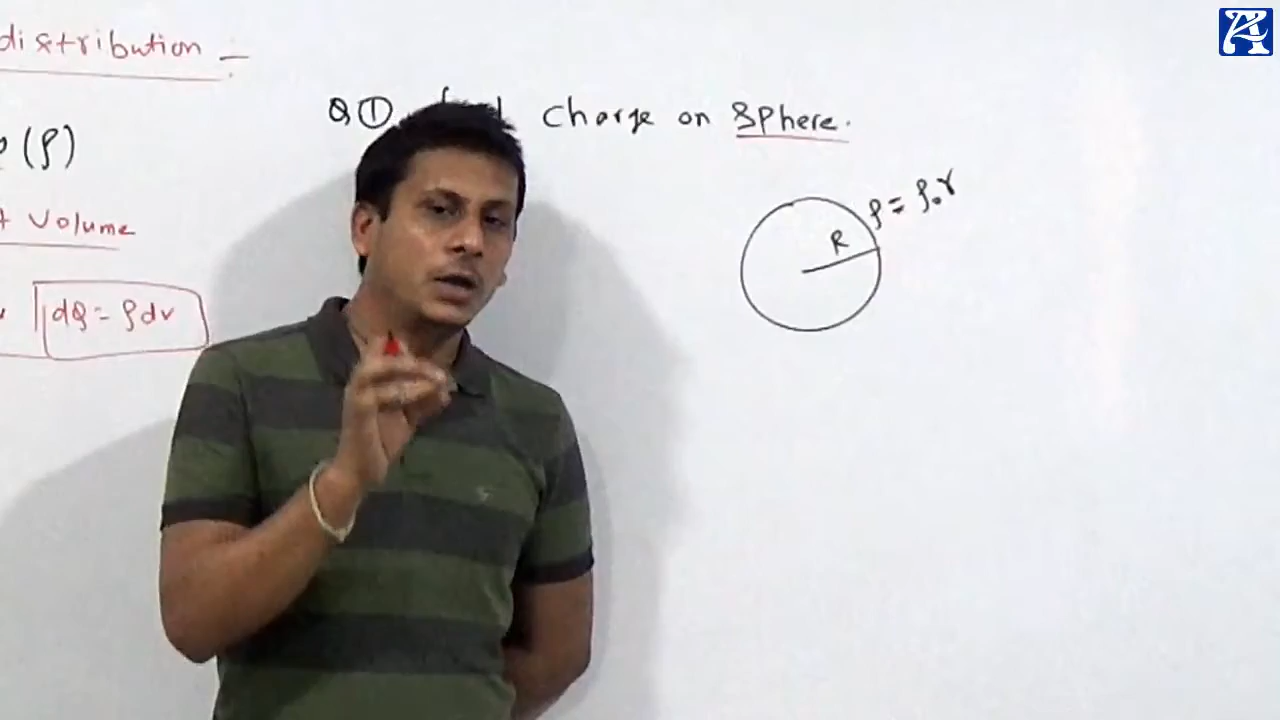 distribution :-
Q ① Charge on Sphere.
(ρ)
ρ = ρ₀r
R
Volume
dQ = ρdv